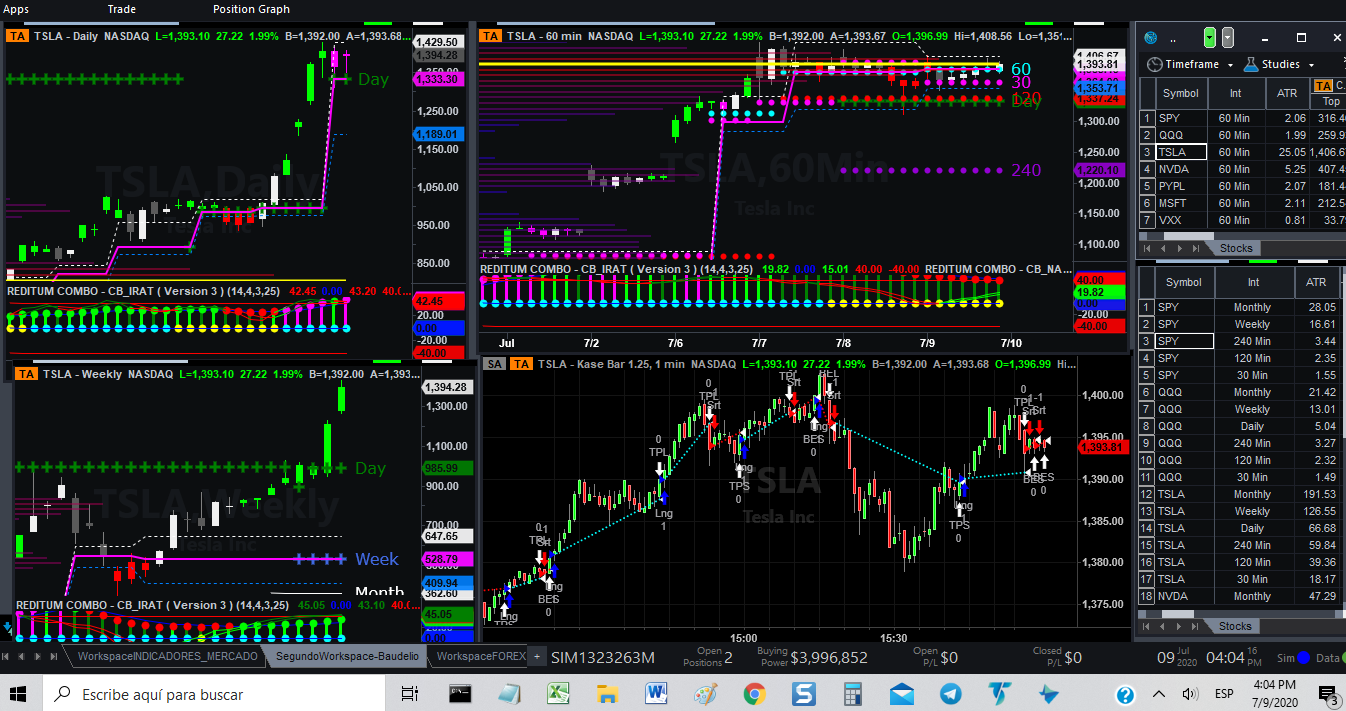 Apps Trade Position Graph
TA TSLA - Daily NASDAQ L=1,393.10 27.22 1.99% B=1,392.00 A=1,393.68...
1,429.50
1,394.28
1,333.30
1,250.00
1,189.01
1,150.00
1,050.00
950.00
850.00
Day
TSLA,Daily
Tesla Inc
REDITUM COMBO - CB_IRAT ( Version 3 ) (14,4,3,25) 42.45 0.00 43.20 40.0...
42.45
20.00
0.00
-20.00
-40.00
TA TSLA - 60 min NASDAQ L=1,393.10 27.22 1.99% B=1,392.00 A=1,393.67 O=1,396.99 Hi=1,408.56 Lo=1,351...
1,406.67
1,393.81
1,353.71
1,337.24
1,300.00
1,250.00
1,220.10
1,200.00
1,150.00
1,100.00
60
30
120
Day
240
TSLA,60Min
Tesla Inc
REDITUM COMBO - CB_IRAT ( Version 3 ) (14,4,3,25) 19.82 0.00 15.01 40.00 -40.00 REDITUM COMBO - CB_NA...
40.00
19.82
0.00
-20.00
-40.00
Jul 7/2 7/6 7/7 7/8 7/9 7/10
TA TSLA - Weekly NASDAQ L=1,393.10 27.22 1.99% B=1,392.00 A=1,393...
1,394.28
1,300.00
1,100.00
985.99
900.00
700.00
647.65
528.79
409.94
362.60
Day
Week
Month
TSLA,Weekly
Tesla Inc
REDITUM COMBO - CB_IRAT ( Version 3 ) (14,4,3,25) 45.05 0.00 43.10 40.0...
45.05
0.00
SA TA TSLA - Kase Bar 1.25, 1 min NASDAQ L=1,393.10 27.22 1.99% B=1,392.00 A=1,393.68 O=1,396.99 Hi...
1,400.00
1,395.00
1,393.81
1,390.00
1,385.00
1,380.00
1,375.00
TSLA
Tesla Inc
0
TPL
Lng
1
TPS
0
BES
0
15:00 15:30
Timeframe Studies
Symbol Int ATR TA C.
Top
1 SPY 60 Min 2.06 316.4
2 QQQ 60 Min 1.99 259.9
3 TSLA 60 Min 25.05 1,406.6
4 NVDA 60 Min 5.25 407.4
5 PYPL 60 Min 2.07 181.4
6 MSFT 60 Min 2.11 212.5
7 VXX 60 Min 0.81 33.7
Stocks
Symbol Int ATR
1 SPY Monthly 28.05
2 SPY Weekly 16.61
3 SPY 240 Min 3.44
4 SPY 120 Min 2.35
5 SPY 30 Min 1.55
6 QQQ Monthly 21.42
7 QQQ Weekly 13.01
8 QQQ Daily 5.04
9 QQQ 240 Min 3.27
10 QQQ 120 Min 2.32
11 QQQ 30 Min 1.49
12 TSLA Monthly 191.53
13 TSLA Weekly 126.55
14 TSLA Daily 66.68
15 TSLA 240 Min 59.84
16 TSLA 120 Min 39.36
17 TSLA 30 Min 18.17
18 NVDA Monthly 47.29
Stocks
WorkspaceINDICADORES_MERCADO SegundoWorkspace-Baudelio WorkspaceFOREX + SIM1323263M Open Positions 2 Buying Power $3,996,852 Open P/L $0 Closed P/L $0 09 Jul 2020 04:04 16 PM Sim Data
Escribe aquí para buscar
ESP
4:04 PM
7/9/2020
3